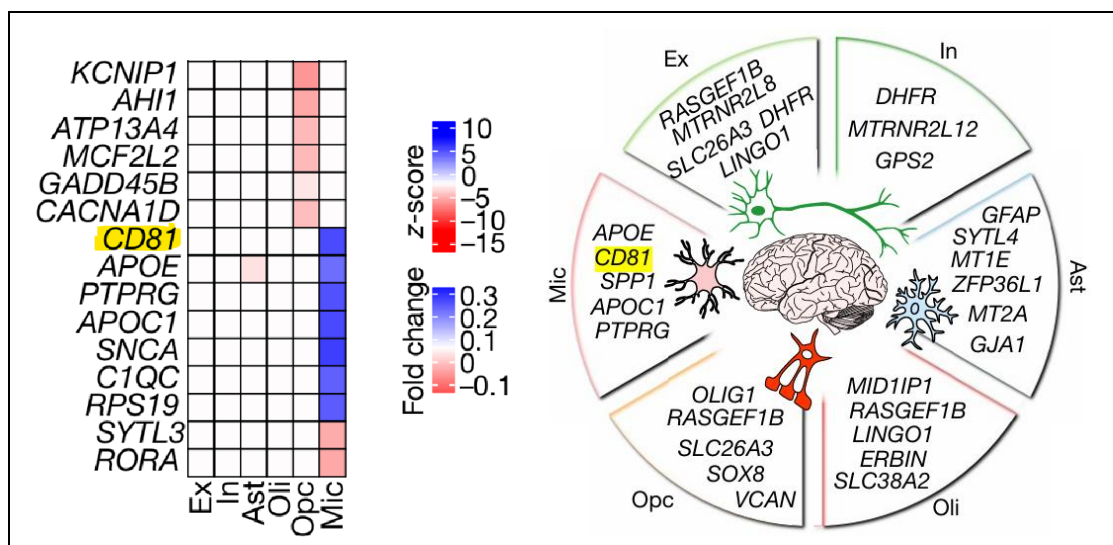 KCNIP1
AHI1
ATP13A4
MCF2L2
GADD45B
CACNA1D
CD81
APOE
PTPRG
APOC1
SNCA
C1QC
RPS19
SYTL3
RORA
Ex
In
Ast
Oli
Opc
Mic
z-score
10
5
0
−5
−10
−15
Fold change
0.3
0.2
0.1
0
−0.1
Ex
RASGEF1B
MTRNR2L8
SLC26A3 DHFR
LINGO1
In
DHFR
MTRNR2L12
GPS2
Mic
APOE
CD81
SPP1
APOC1
PTPRG
Ast
GFAP
SYTL4
MT1E
ZFP36L1
MT2A
GJA1
Opc
OLIG1
RASGEF1B
SLC26A3
SOX8
VCAN
Oli
MID1IP1
RASGEF1B
LINGO1
ERBIN
SLC38A2